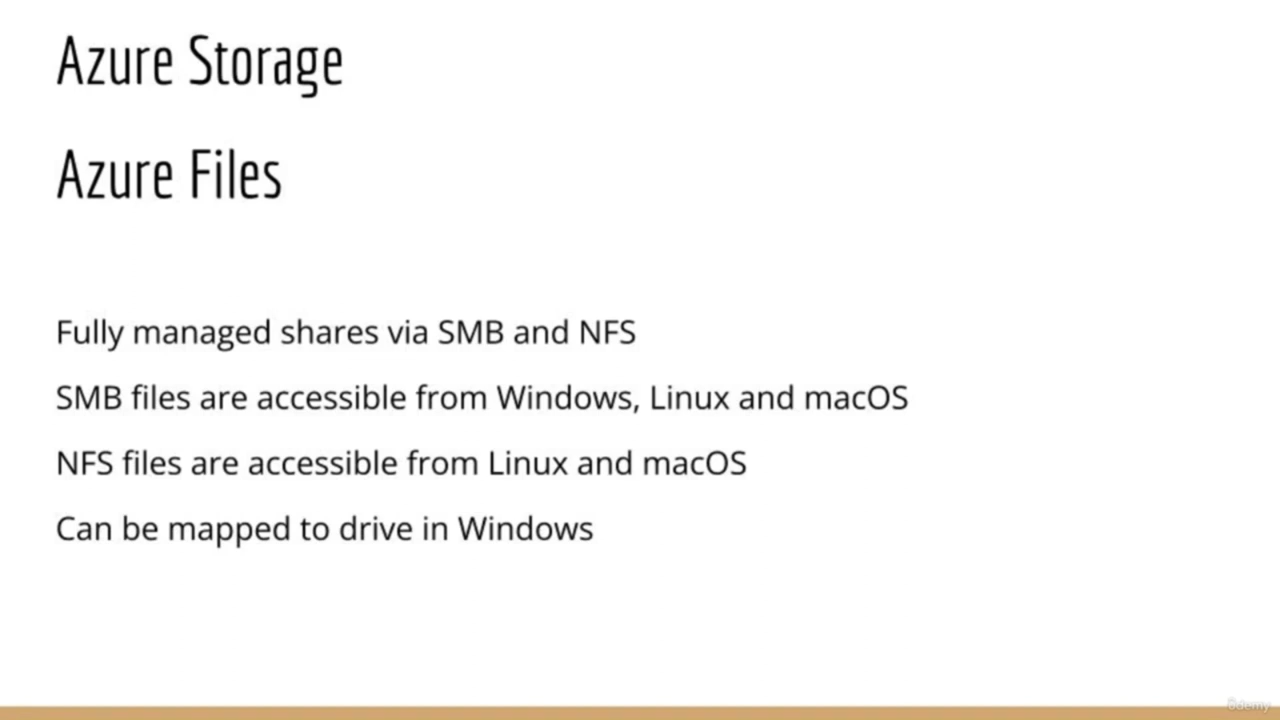 Azure Storage
Azure Files
Fully managed shares via SMB and NFS
SMB files are accessible from Windows, Linux and macOS
NFS files are accessible from Linux and macOS
Can be mapped to drive in Windows
ûdemy